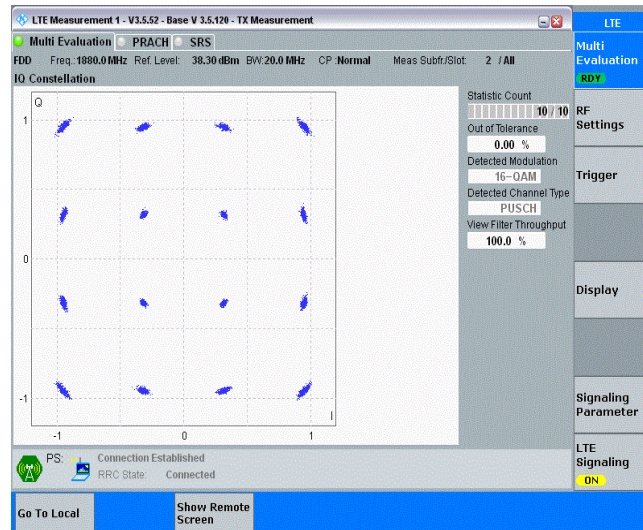 LTE Measurement 1 - V3.5.52 - Base V 3.5.120 - TX Measurement
LTE
Multi Evaluation PRACH SRS
Multi
Evaluation
RDY
FDD Freq.:1880.0 MHz Ref. Level: 38.30 dBm BW:20.0 MHz CP :Normal Meas Subfr./Slot: 2 / All
IQ Constellation
Q
1
0
-1
-1 0 1
I
Statistic Count
10 / 10
Out of Tolerance
0.00 %
Detected Modulation
16-QAM
Detected Channel Type
PUSCH
View Filter Throughput
100.0 %
RF
Settings
Trigger
Display
Signaling
Parameter
LTE
Signaling
ON
PS: Connection Established
RRC State: Connected
Go To Local
Show Remote
Screen